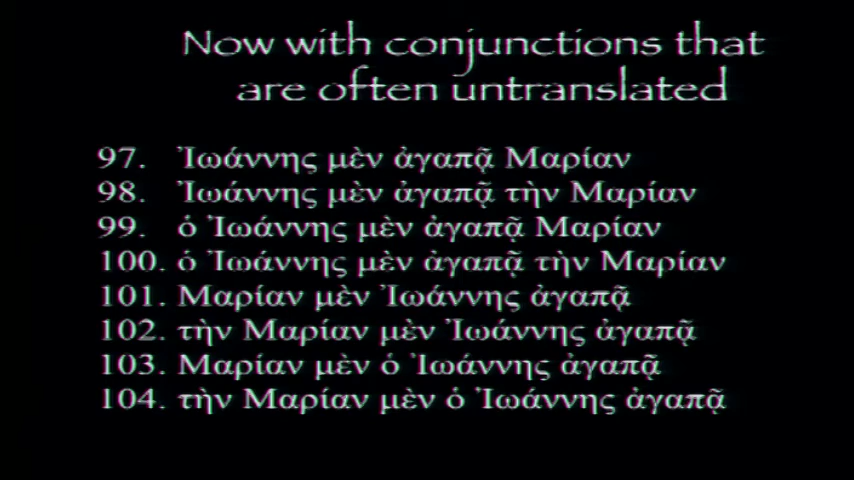 Now with conjunctions that
are often untranslated
97. Ἰωάννης μὲν ἀγαπᾷ Μαρίαν
98. Ἰωάννης μὲν ἀγαπᾷ τὴν Μαρίαν
99. ὁ Ἰωάννης μὲν ἀγαπᾷ Μαρίαν
100. ὁ Ἰωάννης μὲν ἀγαπᾷ τὴν Μαρίαν
101. Μαρίαν μὲν Ἰωάννης ἀγαπᾷ
102. τὴν Μαρίαν μὲν Ἰωάννης ἀγαπᾷ
103. Μαρίαν μὲν ὁ Ἰωάννης ἀγαπᾷ
104. τὴν Μαρίαν μὲν ὁ Ἰωάννης ἀγαπᾷ